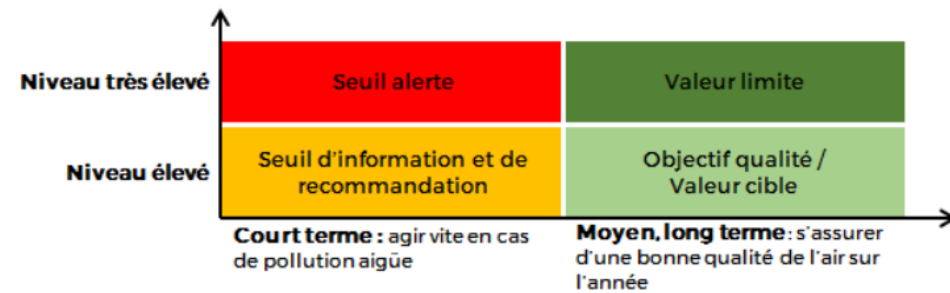 Niveau très élevé
Seuil alerte
Valeur limite
Niveau élevé
Seuil d'information et de
recommandation
Objectif qualité /
Valeur cible
Court terme : agir vite en cas
de pollution aigüe
Moyen, long terme : s'assurer
d'une bonne qualité de l'air sur
l'année